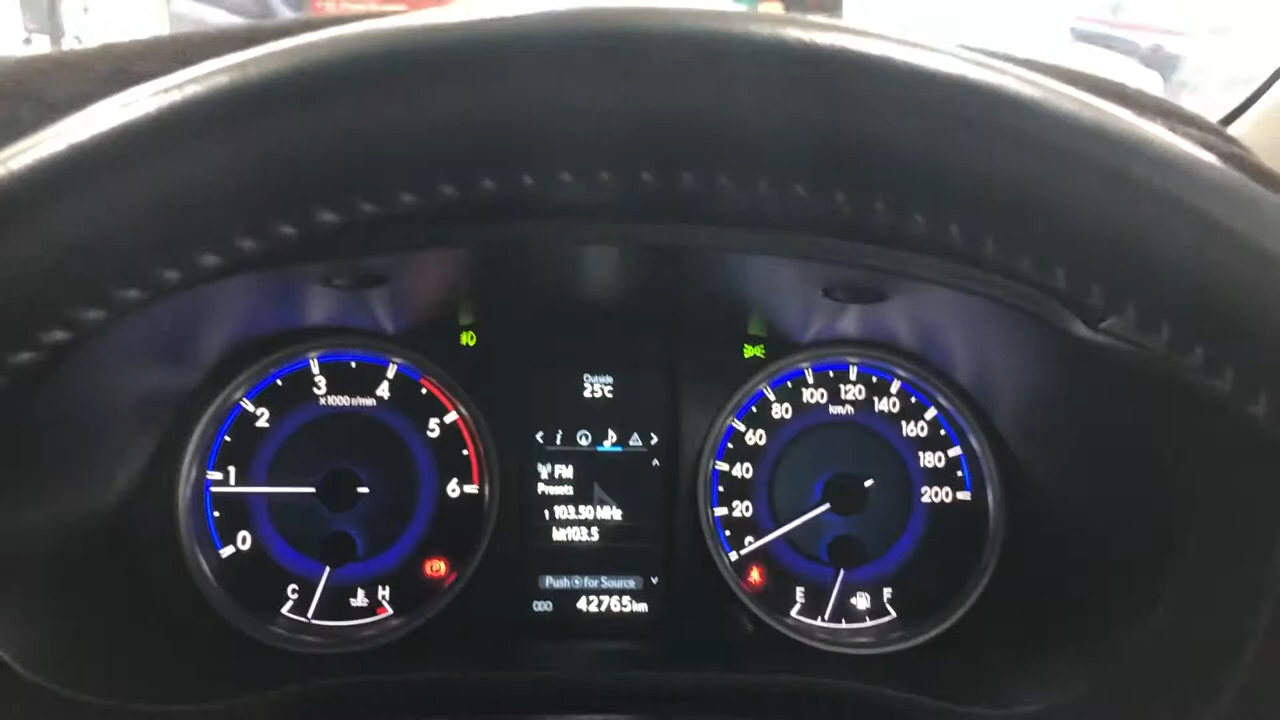 0
1
2
3
4
5
6
x1000 r/min
C
H
Outside
25°C
i
FM
Presets
1 103.50 MHz
hit103.5
Push for Source
ODO
42765km
0
20
40
60
80
100
120
140
160
180
200
km/h
E
F